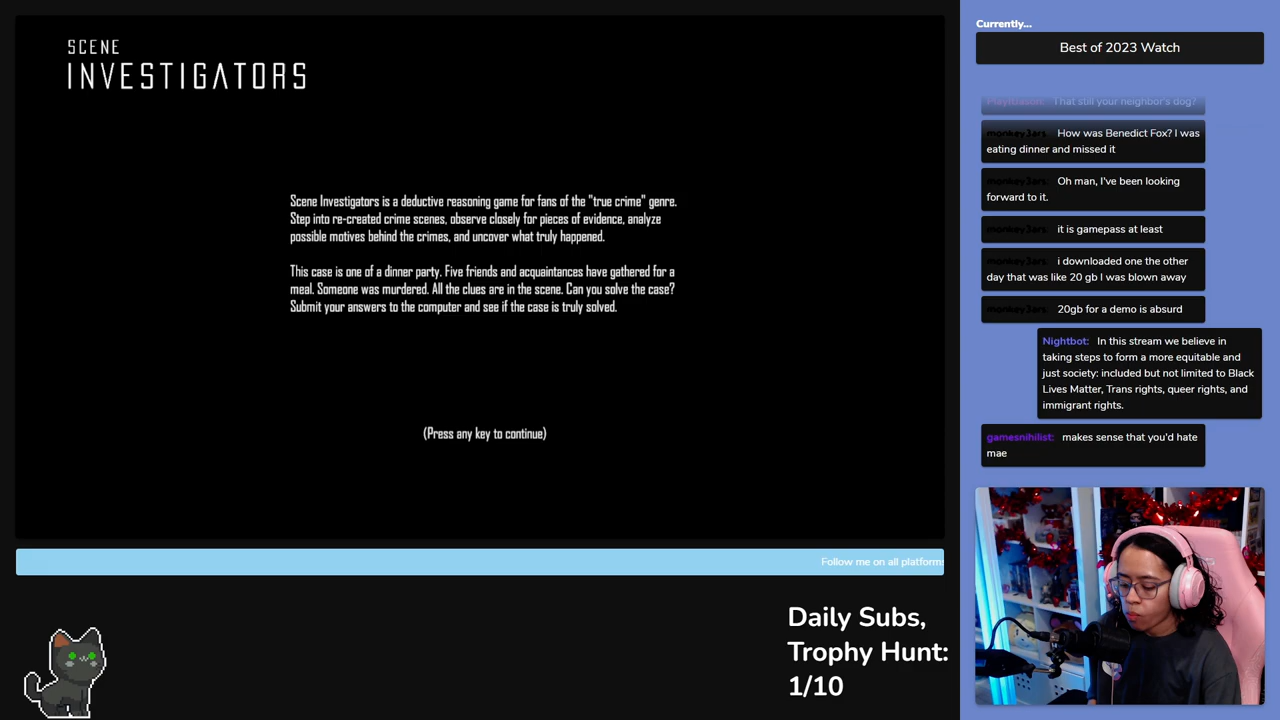 SCENE
INVESTIGATORS
Scene Investigators is a deductive reasoning game for fans of the "true crime" genre.
Step into re-created crime scenes, observe closely for pieces of evidence, analyze
possible motives behind the crimes, and uncover what truly happened.
This case is one of a dinner party. Five friends and acquaintances have gathered for a
meal. Someone was murdered. All the clues are in the scene. Can you solve the case?
Submit your answers to the computer and see if the case is truly solved.
(Press any key to continue)
Follow me on all platforms
Daily Subs,
Trophy Hunt:
1/10
Currently...
Best of 2023 Watch
That still your neighbor's dog?
monkey3ars: How was Benedict Fox? I was
eating dinner and missed it
monkey3ars: Oh man, I've been looking
forward to it.
monkey3ars: it is gamepass at least
monkey3ars: i downloaded one the other
day that was like 20 gb I was blown away
monkey3ars: 20gb for a demo is absurd
Nightbot: In this stream we believe in
taking steps to form a more equitable and
just society: included but not limited to Black
Lives Matter, Trans rights, queer rights, and
immigrant rights.
gamesnihilist: makes sense that you'd hate
mae